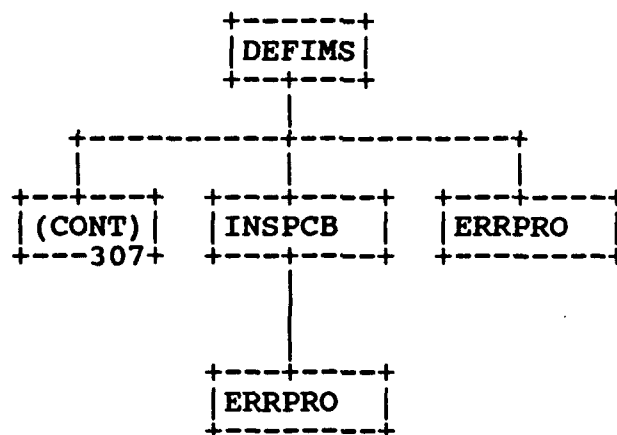 DEFIMS
(CONT) INSPCB ERRPRO
307
ERRPRO